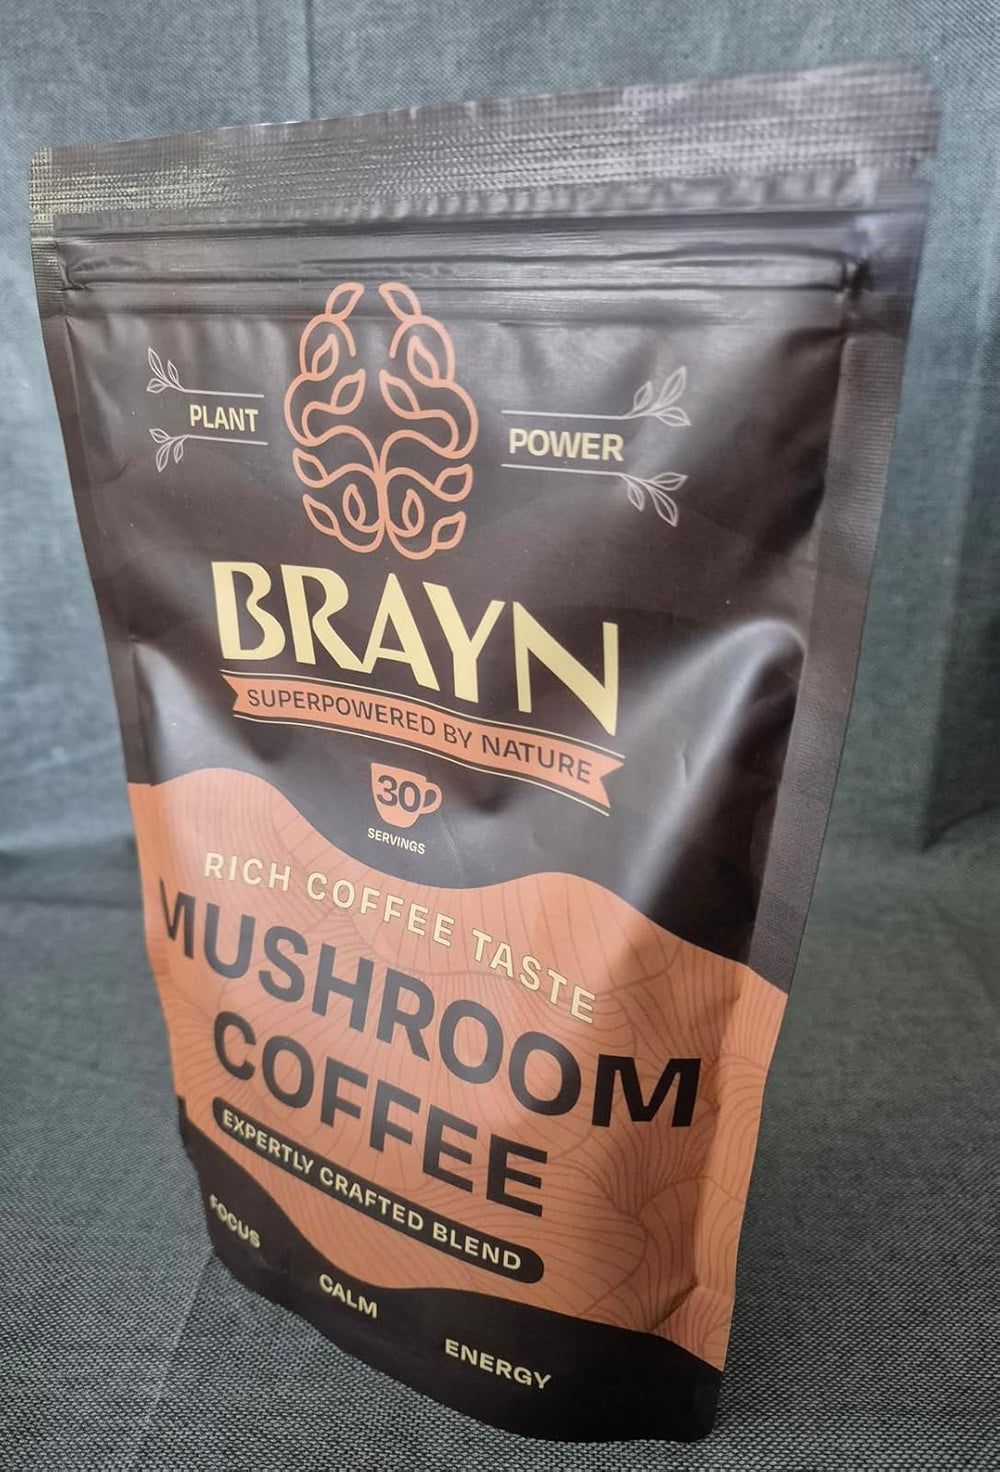 PLANT
POWER
BRAYN
SUPERPOWERED BY NATURE
30
SERVINGS
RICH COFFEE TASTE
MUSHROOM
COFFEE
EXPERTLY CRAFTED BLEND
FOCUS
CALM
ENERGY